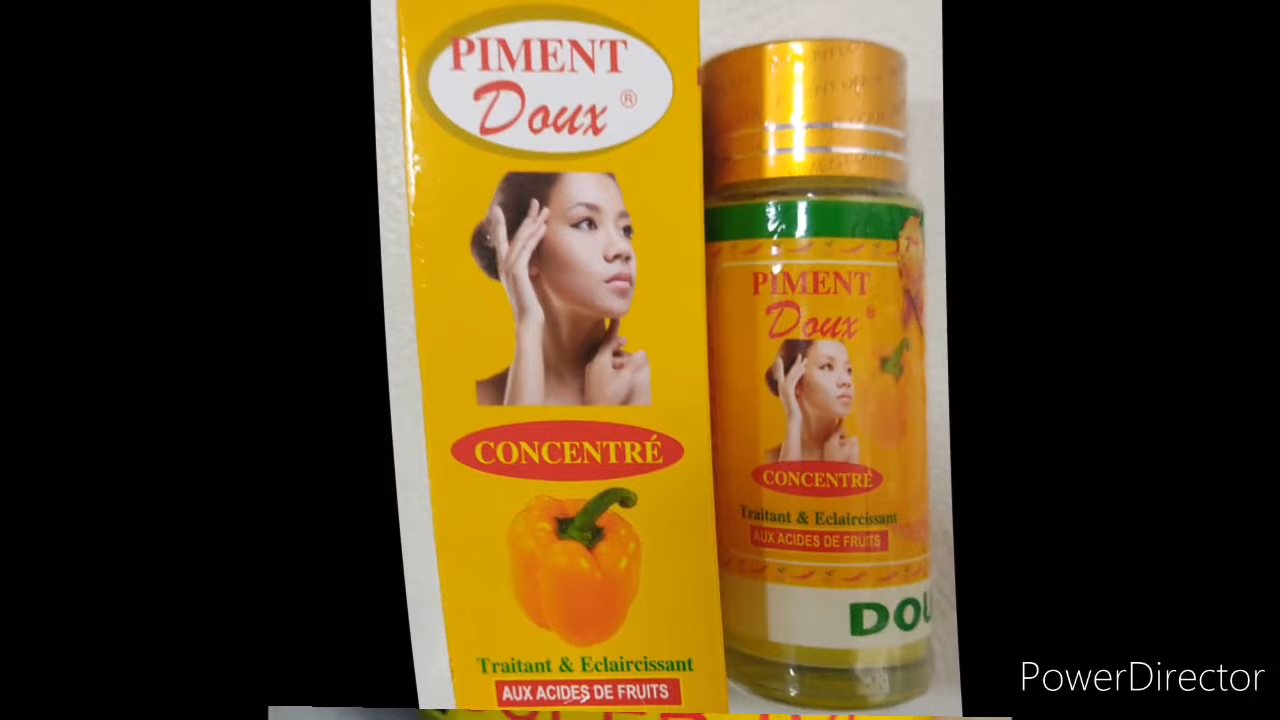 PIMENT
Doux ®
CONCENTRÉ
Traitant & Eclaircissant
AUX ACIDES DE FRUITS
PIMENT
Doux ®
CONCENTRÉ
Traitant & Eclaircissant
AUX ACIDES DE FRUITS
DOU
PowerDirector